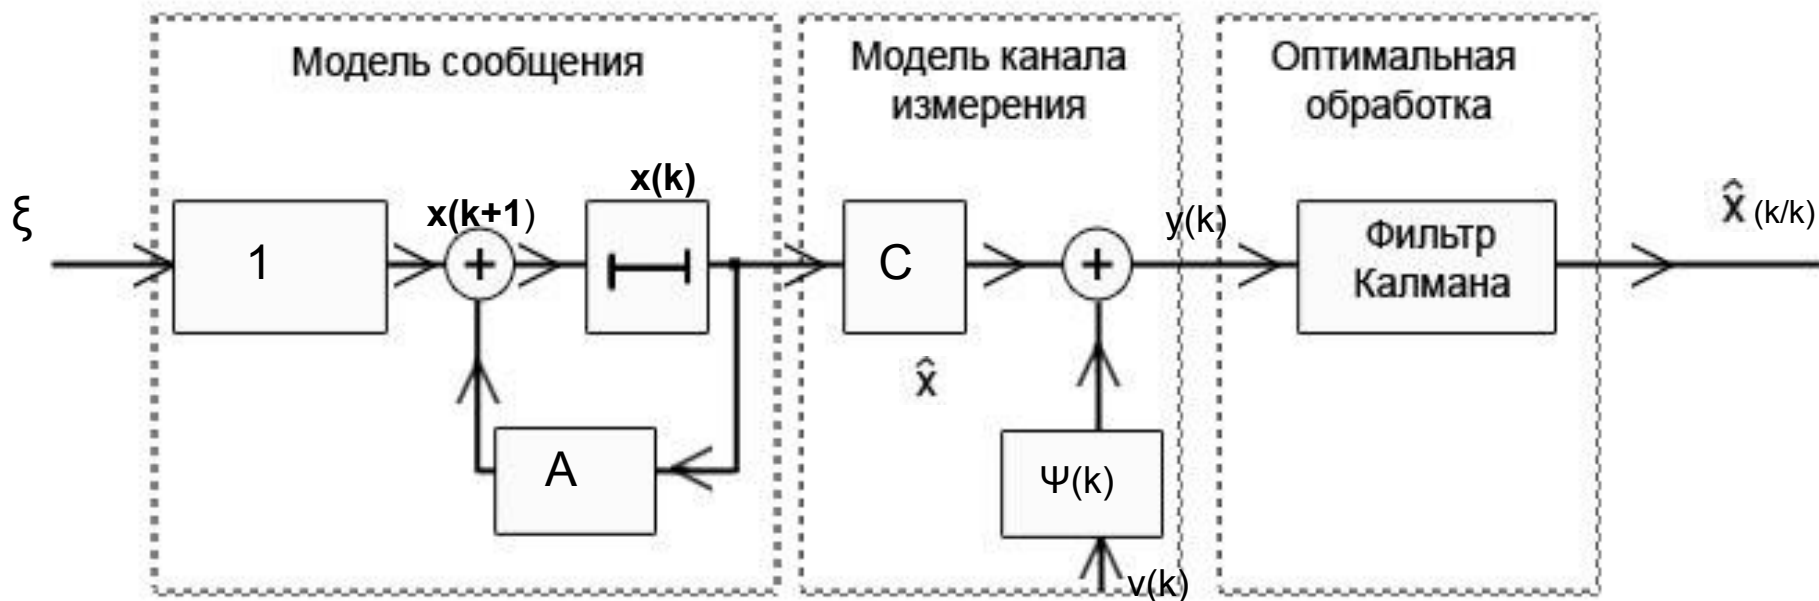 Модель сообщения
Модель канала
измерения
Оптимальная
обработка
ξ
1
x(k+1)
+
x(k)
A
C
x̂
+
Ψ(k)
v(k)
y(k)
Фильтр
Калмана
x̂ (k/k)